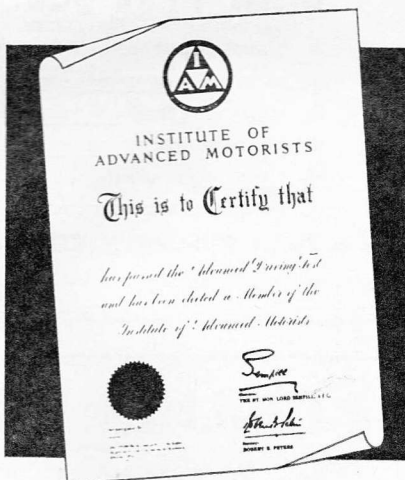 I
A M
INSTITUTE OF
ADVANCED MOTORISTS
This is to Certify that
has passed the Advanced Driving Test
and has been elected a Member of the
Institute of Advanced Motorists
Sempill
THE RT HON LORD SEMPILL, A.F.C.
ROBERT S PETERS